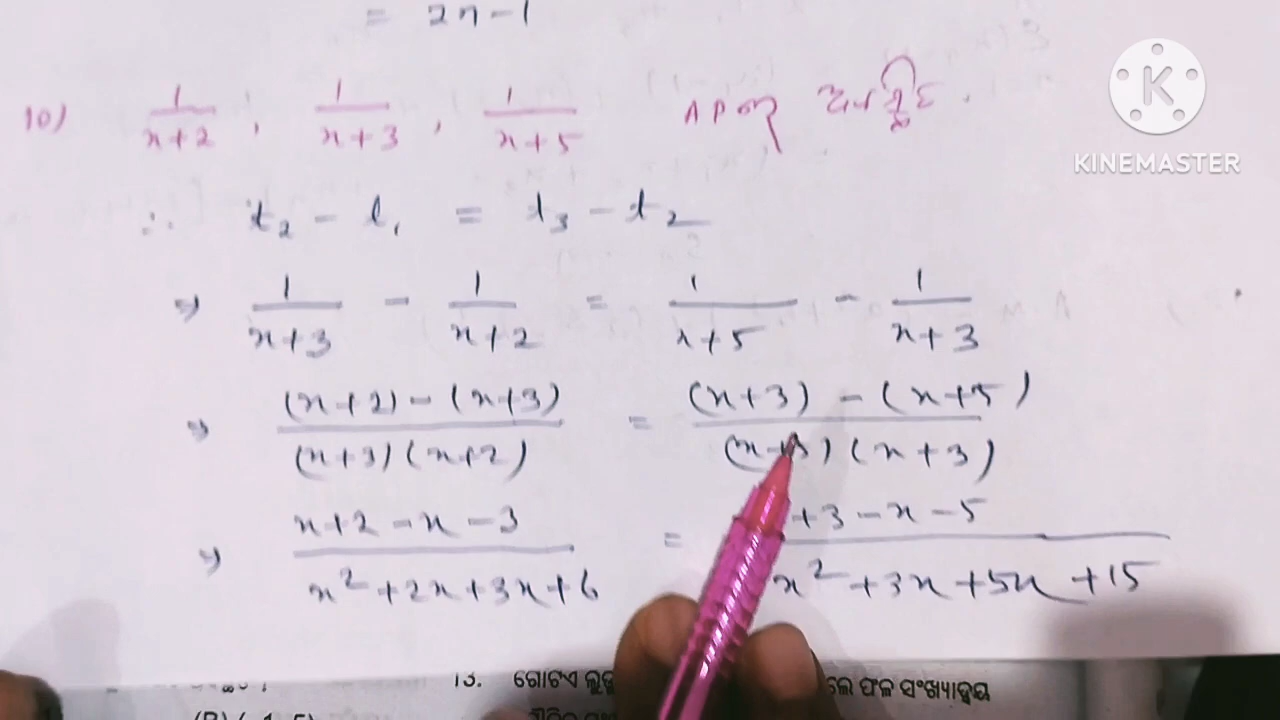 = 2n-1
10) 1/(x+2), 1/(x+3), 1/(x+5) AP
KINEMASTER
∴ t₂ - t₁ = t₃ - t₂
⇒ 1/(x+3) - 1/(x+2) = 1/(x+5) - 1/(x+3)
⇒ (x+2)-(x+3)/(x+3)(x+2) = (x+3)-(x+5)/(x+5)(x+3)
⇒ x+2-x-3/x²+2x+3x+6 = +3-x-5/x²+3x+5x+15
13. ଗୋଟିଏ ଫଳ ସଂଖ୍ୟାଦ୍ୱୟ